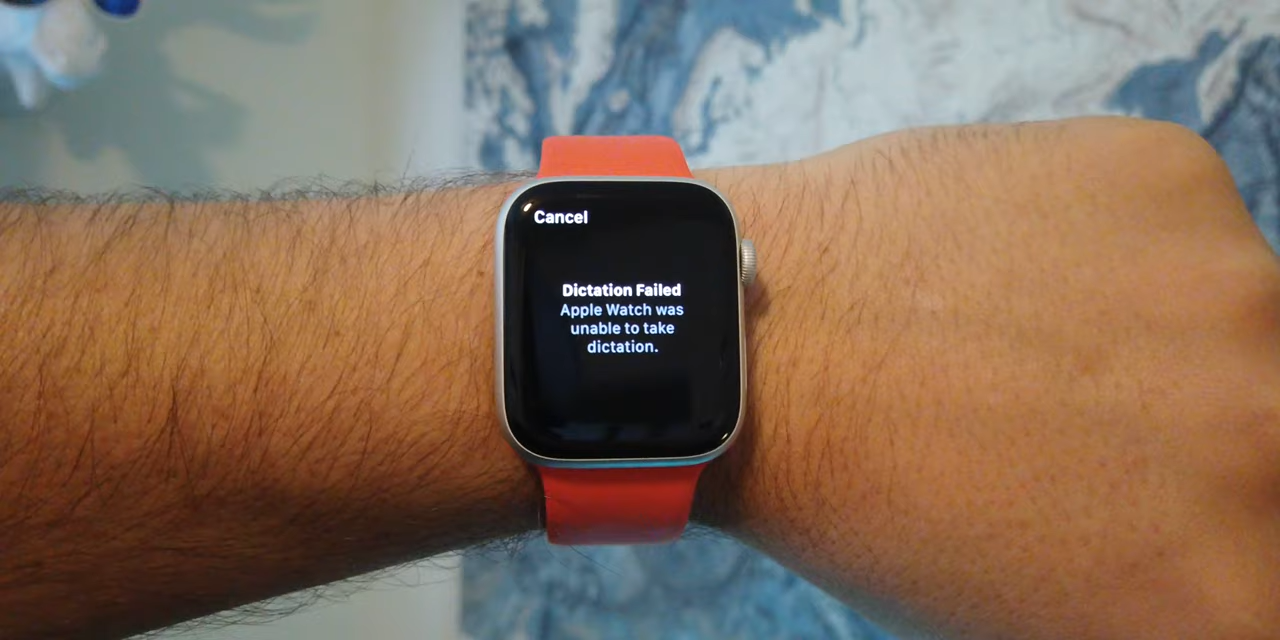 Cancel
Dictation Failed
Apple Watch was
unable to take
dictation.